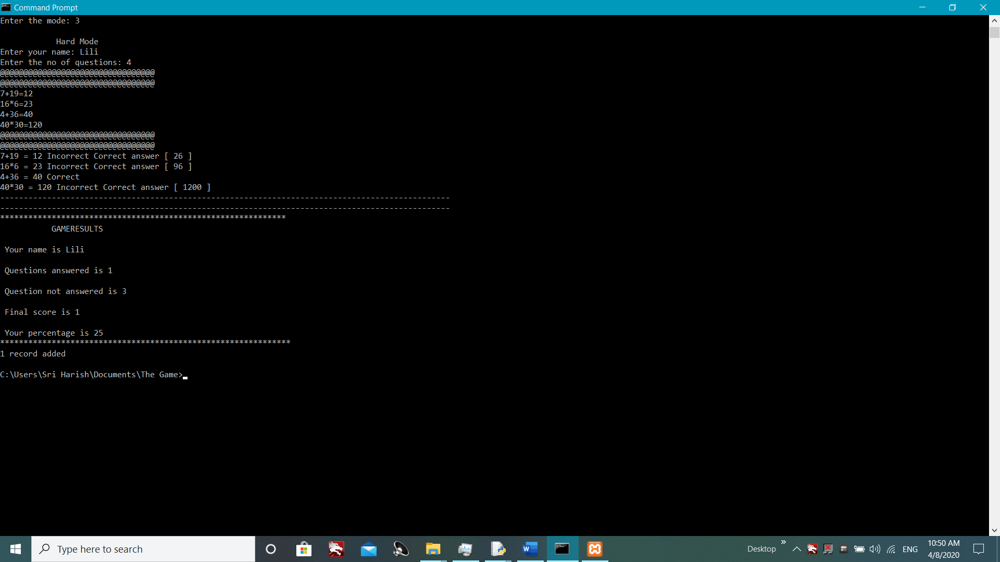 Command Prompt
Enter the mode: 3
Hard Mode
Enter your name: Lili
Enter the no of questions: 4
@@@@@@@@@@@@@@@@@@@@@@@@@@@@@@@@@
@@@@@@@@@@@@@@@@@@@@@@@@@@@@@@@@@
7+19=12
16*6=23
4+36=40
40*30=120
@@@@@@@@@@@@@@@@@@@@@@@@@@@@@@@@@
@@@@@@@@@@@@@@@@@@@@@@@@@@@@@@@@@
7+19 = 12 Incorrect Correct answer [ 26 ]
16*6 = 23 Incorrect Correct answer [ 96 ]
4+36 = 40 Correct
40*30 = 120 Incorrect Correct answer [ 1200 ]
------------------------------------------------------------------------------------------------
------------------------------------------------------------------------------------------------
*************************************************************
GAMERESULTS
Your name is Lili
Questions answered is 1
Question not answered is 3
Final score is 1
Your percentage is 25
**************************************************************
1 record added
C:\Users\Sri Harish\Documents\The Game>
Type here to search
Desktop
ENG
10:50 AM
4/8/2020